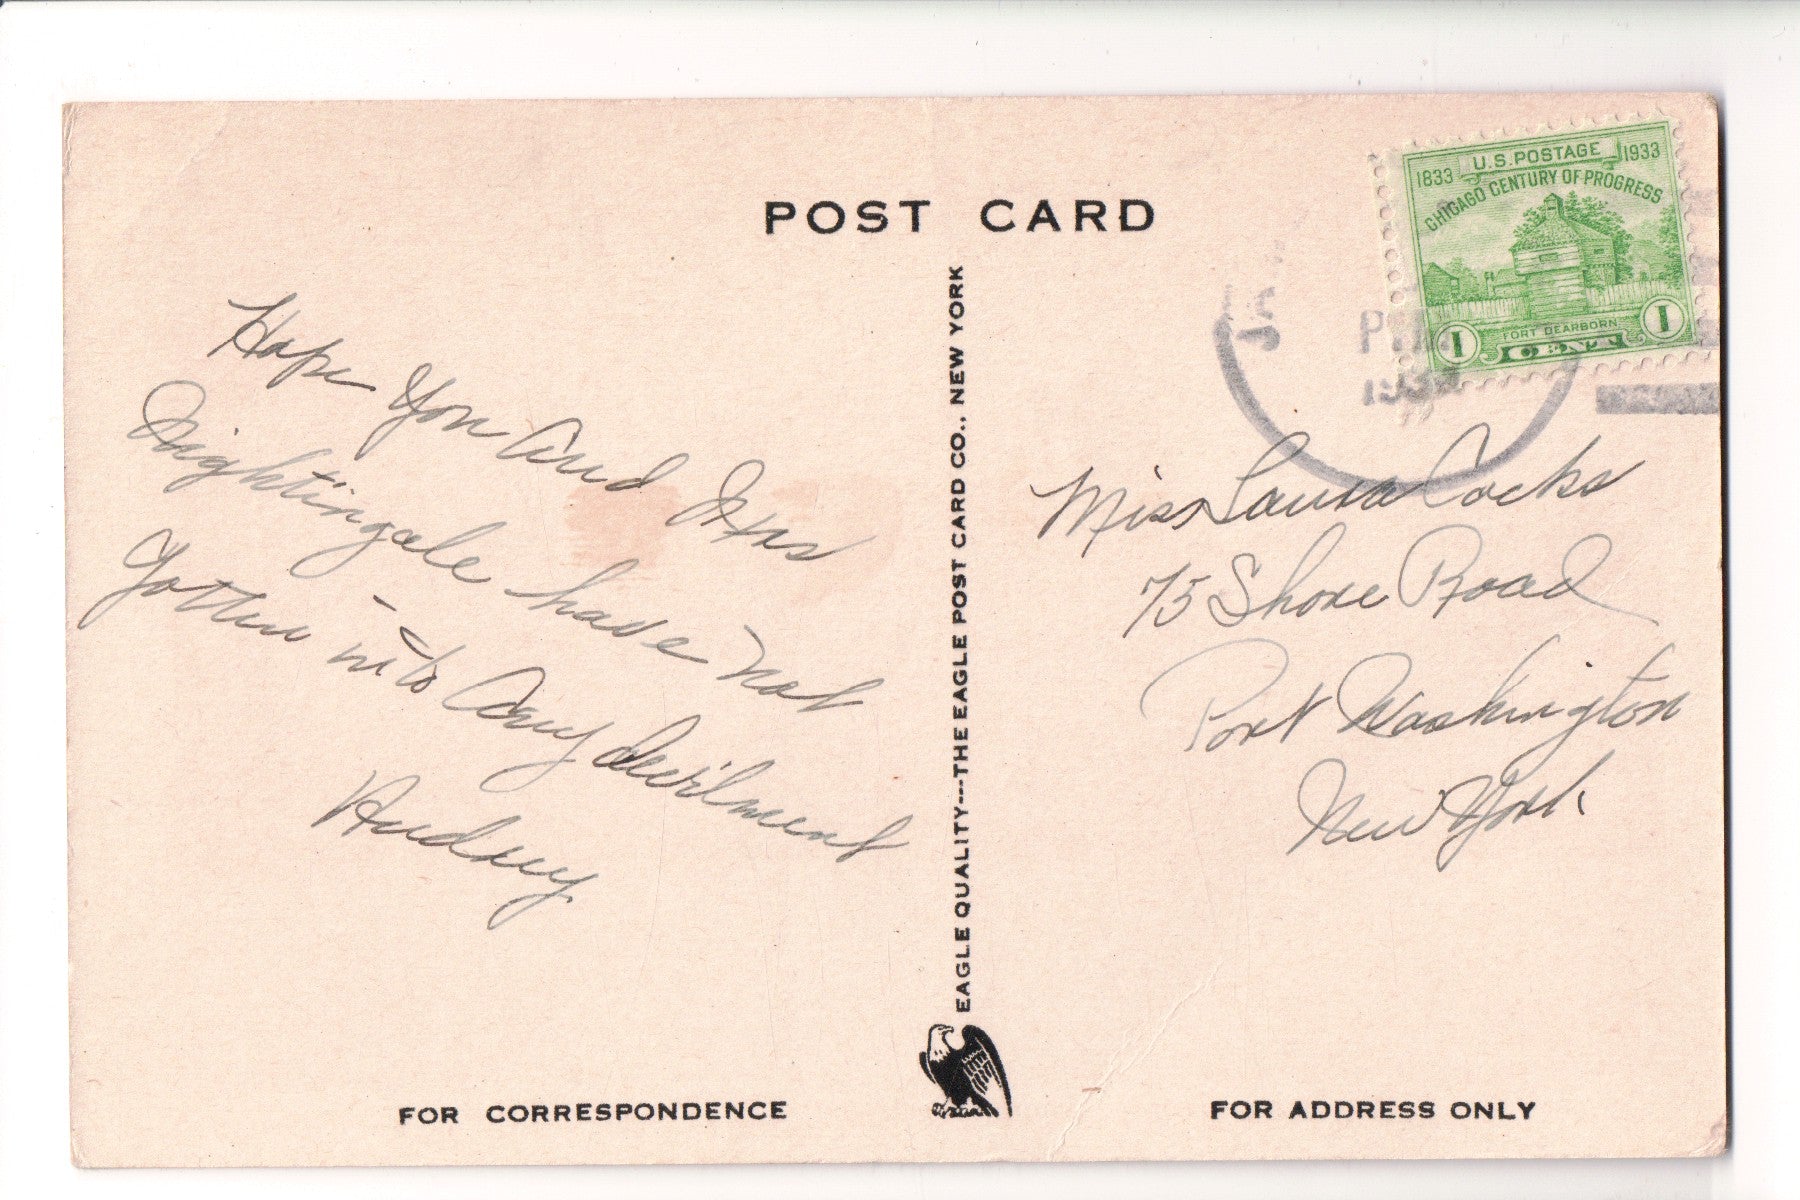 POST CARD
U.S. POSTAGE
1833 1933
CHICAGO CENTURY OF PROGRESS
FORT DEARBORN
1 CENT 1
P.M.
Hope You and Mrs
Nightingale have not
Gotten into Any devilment
Audrey
EAGLE QUALITY---THE EAGLE POST CARD CO., NEW YORK
Miss Laura Cocks
75 Shore Road
Port Washington
New York
FOR CORRESPONDENCE
FOR ADDRESS ONLY